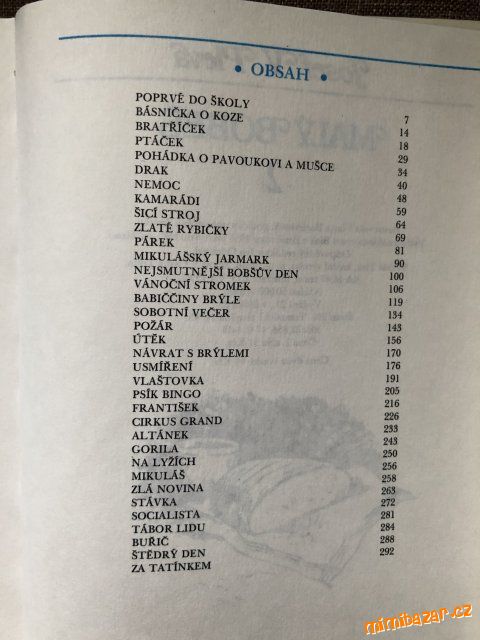 • OBSAH •
POPRVÉ DO ŠKOLY 7
BÁSNIČKA O KOZE 14
BRATŘÍČEK 18
PTÁČEK 29
POHÁDKA O PAVOUKOVI A MUŠCE 34
DRAK 40
NEMOC 48
KAMARÁDI 59
ŠICÍ STROJ 64
ZLATÉ RYBIČKY 69
PÁREK 81
MIKULÁŠSKÝ JARMARK 90
NEJSMUTNĚJŠÍ BOBŠŮV DEN 100
VÁNOČNÍ STROMEK 106
BABIČČINY BRÝLE 119
SOBOTNÍ VEČER 134
POŽÁR 143
ÚTĚK 156
NÁVRAT S BRÝLEMI 170
USMÍŘENÍ 176
VLAŠTOVKA 191
PSÍK BINGO 205
FRANTIŠEK 216
CIRKUS GRAND 226
ALTÁNEK 233
GORILA 243
NA LYŽÍCH 250
MIKULÁŠ 256
ZLÁ NOVINA 258
STÁVKA 263
SOCIALISTA 272
TÁBOR LIDU 281
BUŘIČ 284
ŠTĚDRÝ DEN 288
ZA TATÍNKEM 292
mimibazar.cz